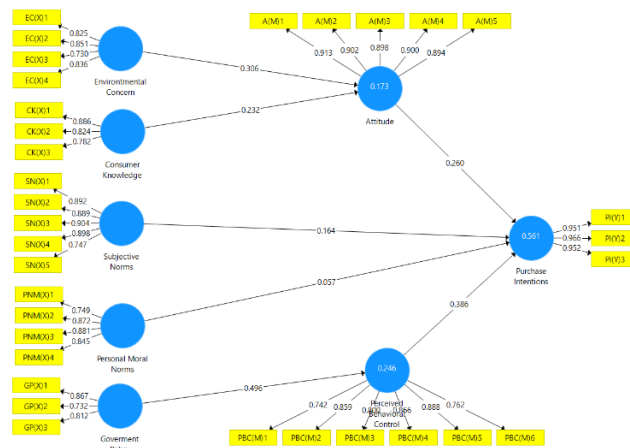 EC(X)1
EC(X)2
EC(X)3
EC(X)4
0.825
0.851
0.730
0.836
Environmental
Concern
A(M)1
A(M)2
A(M)3
A(M)4
A(M)5
0.913
0.902
0.898
0.900
0.894
0.173
Attitude
0.306
0.232
CK(X)1
CK(X)2
CK(X)3
0.886
0.824
0.782
Consumer
Knowledge
0.260
SN(X)1
SN(X)2
SN(X)3
SN(X)4
SN(X)5
0.892
0.889
0.904
0.898
0.747
Subjective
Norms
0.164
0.561
Purchase
Intentions
0.951
0.966
0.952
PI(Y)1
PI(Y)2
PI(Y)3
0.057
0.386
PNM(X)1
PNM(X)2
PNM(X)3
PNM(X)4
0.749
0.872
0.881
0.845
Personal Moral
Norms
GP(X)1
GP(X)2
GP(X)3
0.867
0.732
0.812
Goverment
0.496
0.246
Perceived
Behavioral
Control
0.742
0.859
0.888
0.762
PBC(M)1
PBC(M)2
PBC(M)3
PBC(M)4
PBC(M)5
PBC(M)6